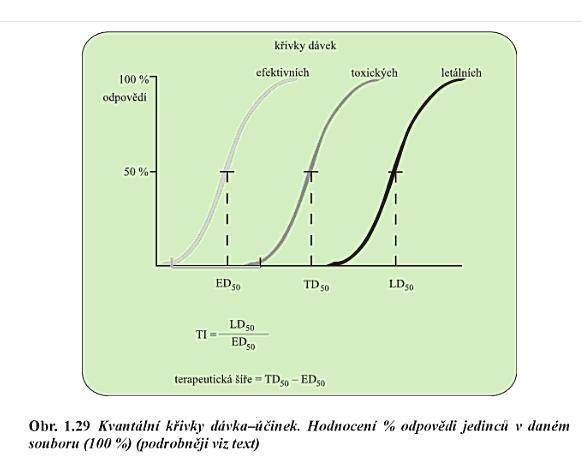 křivky dávek
efektivních toxických letálních
100 %
odpovědí
50 %
ED50 TD50 LD50
TI = LD50
ED50
terapeutická šíře = TD50 – ED50
Obr. 1.29 Kvantální křivky dávka–účinek. Hodnocení % odpovědi jedinců v daném
souboru (100 %) (podrobněji viz text)